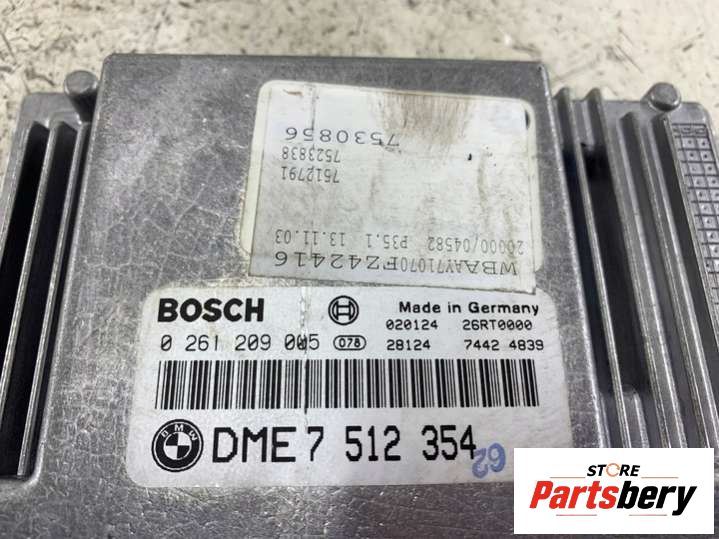 7530856
7523838
7512791
20000/04582 P35.1 13.11.03
WBAAY71070FZ42416
BOSCH
Made in Germany
020124 26RT0000
0 261 209 005 078 28124 7442 4839
BMW
DME 7 512 354
62
STORE
Partsbery